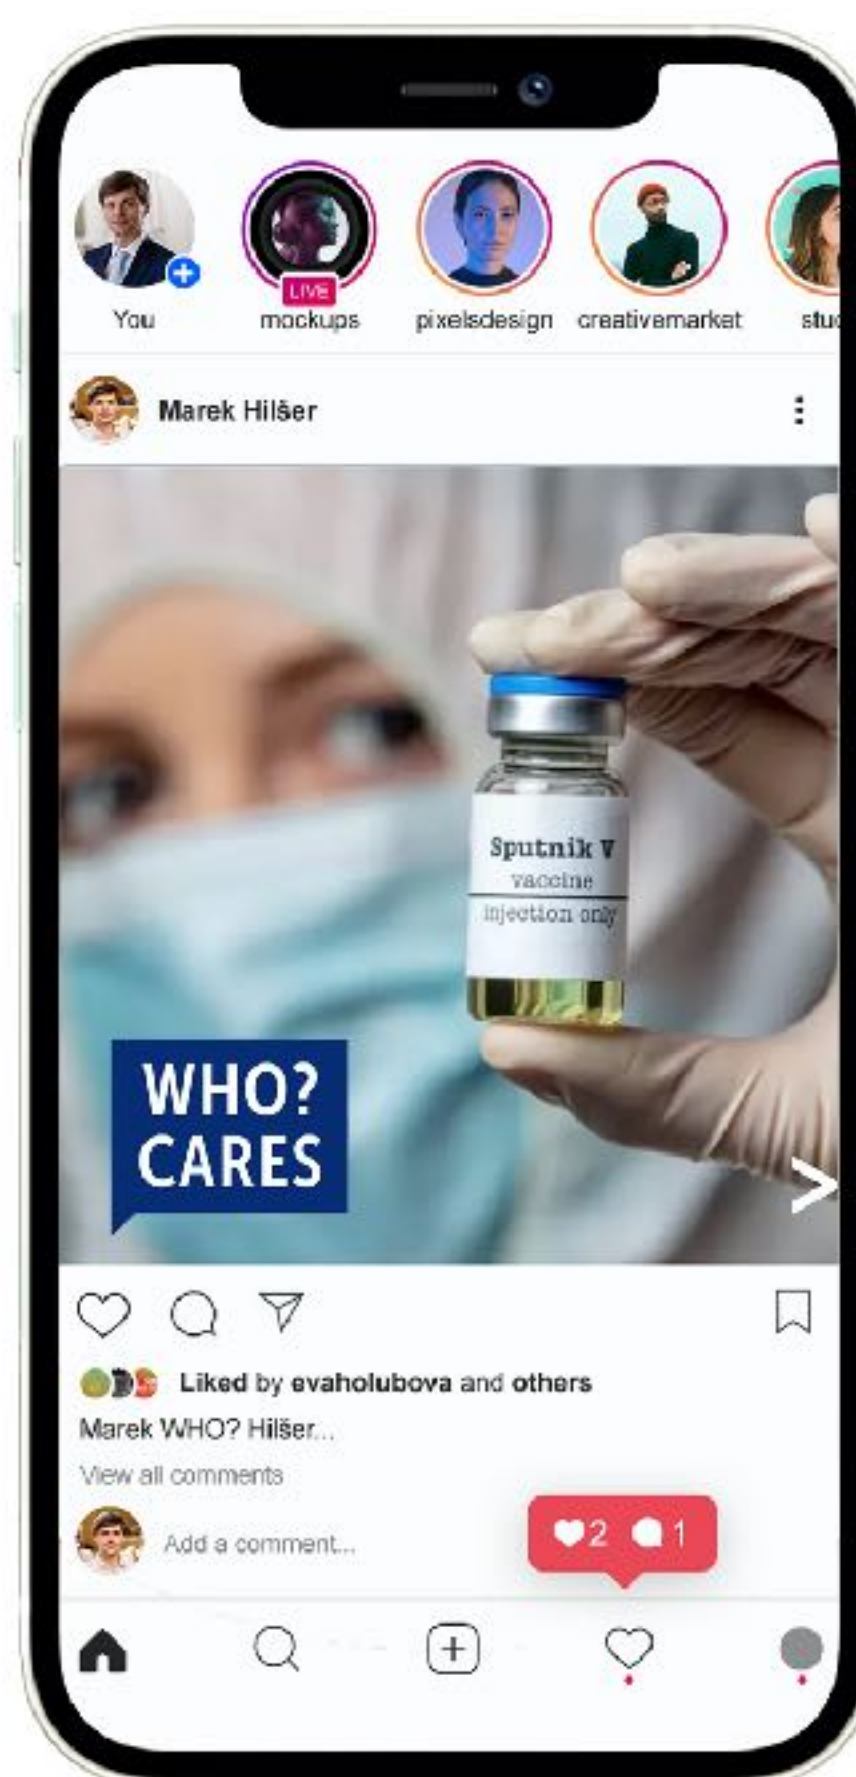 You
LIVE
mockups
pixelsdesign
creativemarket
Marek Hilšer
Sputnik V
vaccine
injection only
WHO?
CARES
>
Liked by evaholubova and others
Marek WHO? Hilšer...
View all comments
Add a comment...
2 1